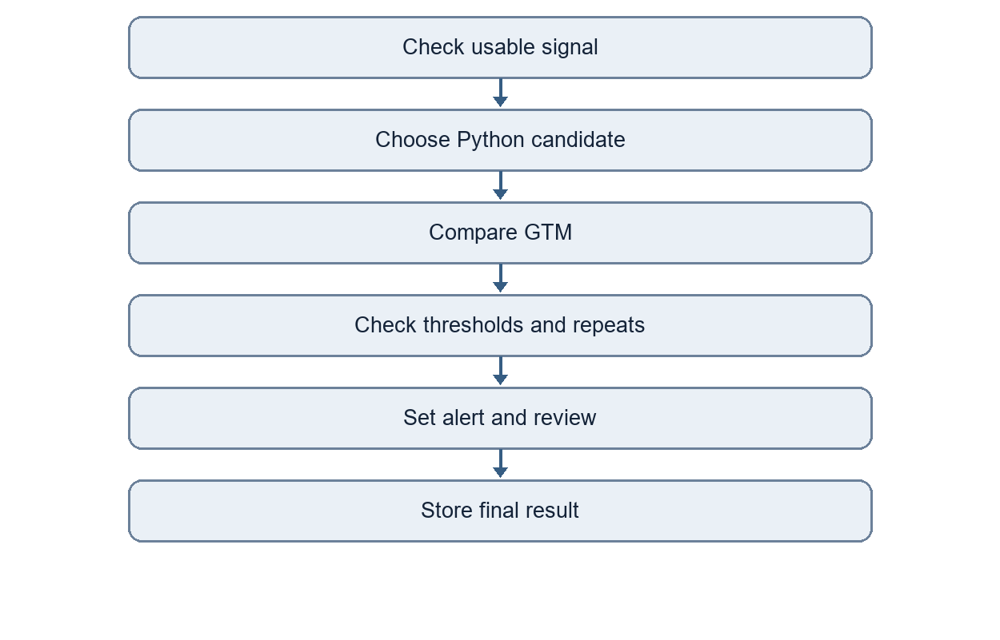 Check usable signal
Choose Python candidate
Compare GTM
Check thresholds and repeats
Set alert and review
Store final result